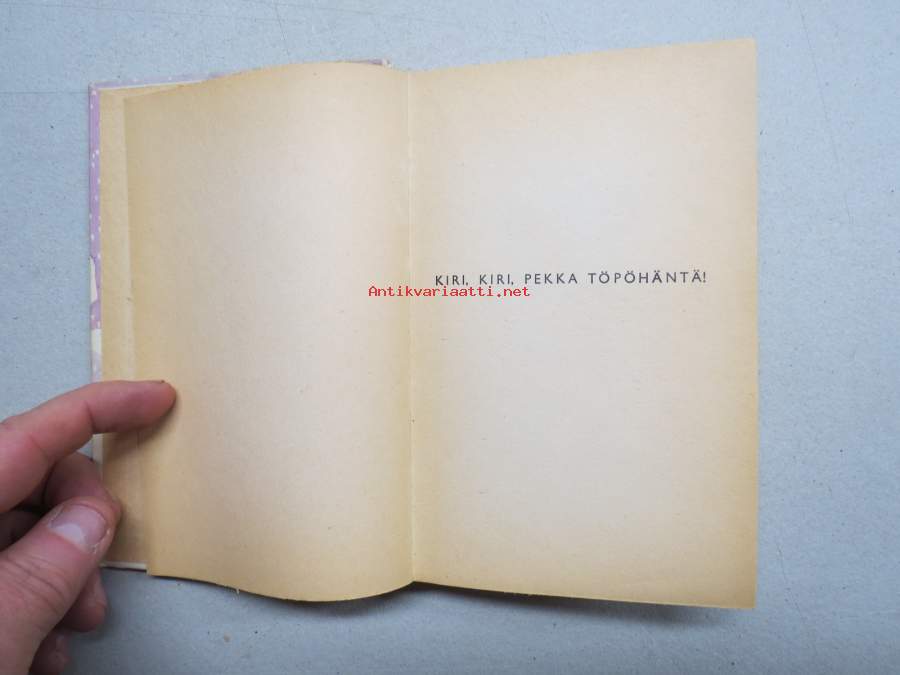 KIRI, KIRI, PEKKA TÖPÖHÄNTÄ!
Antikvariaatti.net